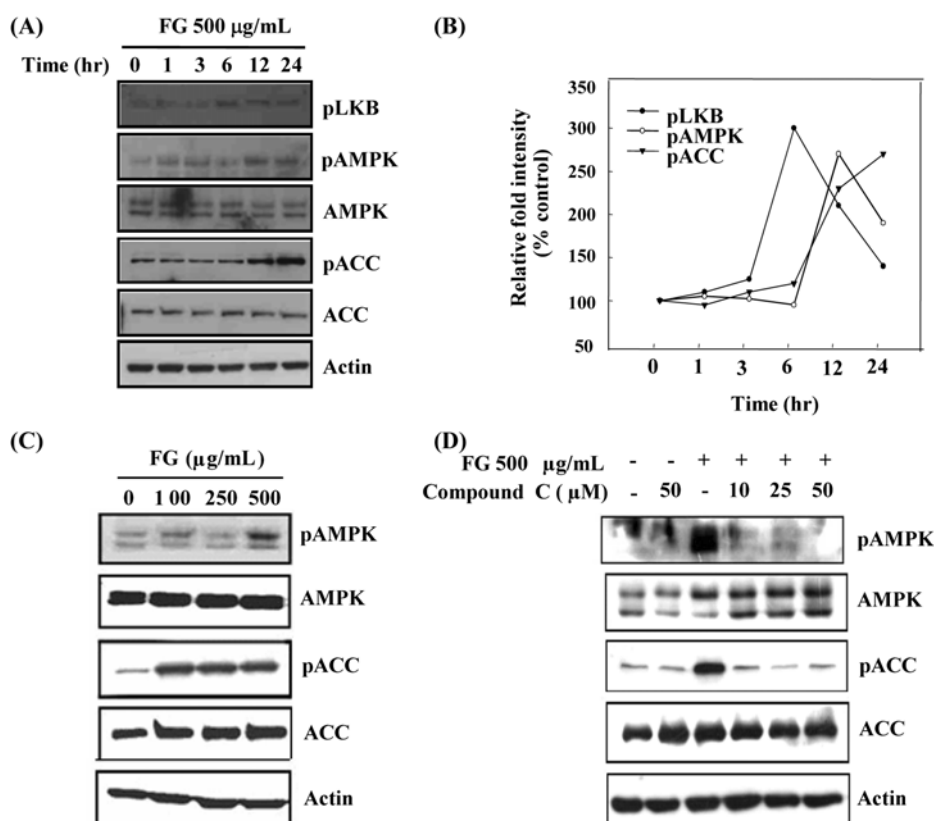 (A)
FG 500 µg/mL
Time (hr) 0 1 3 6 12 24
pLKB
pAMPK
AMPK
pACC
ACC
Actin
(B)
Relative fold intensity
(% control)
350
300
250
200
150
100
50
pLKB
pAMPK
pACC
0 1 3 6 12 24
Time (hr)
(C)
FG (µg/mL)
0 1 00 250 500
pAMPK
AMPK
pACC
ACC
Actin
(D)
FG 500 µg/mL - - + + + +
Compound C ( µM) - 50 - 10 25 50
pAMPK
AMPK
pACC
ACC
Actin